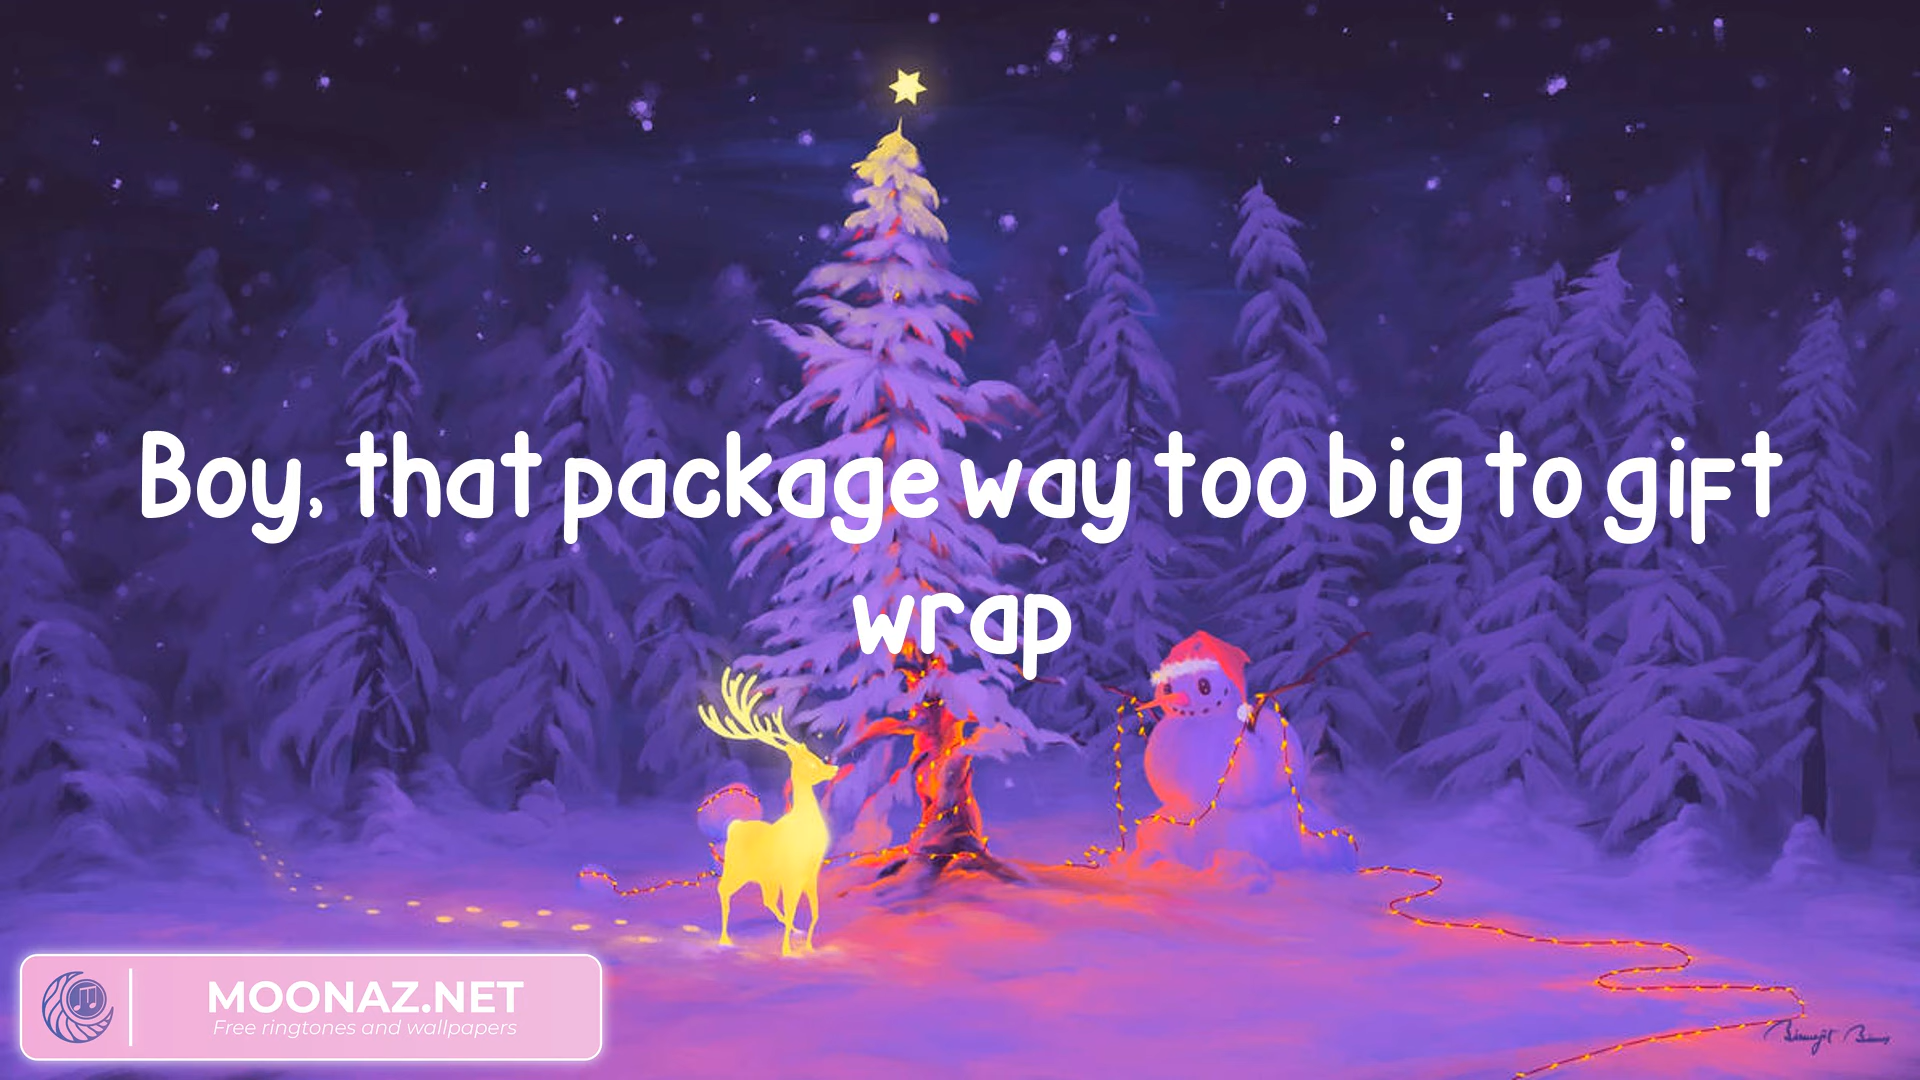 Boy, that package way too big to gift
wrap
MOONAZ.NET
Free ringtones and wallpapers